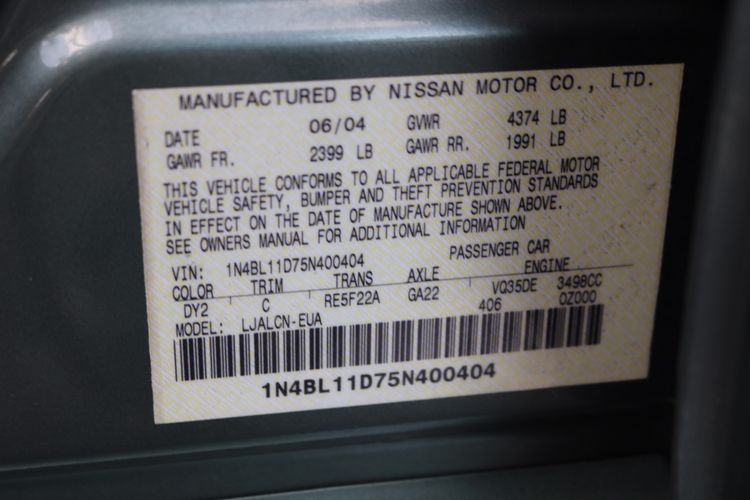 MANUFACTURED BY NISSAN MOTOR CO., LTD.
DATE 06/04 GVWR 4374 LB
GAWR FR. 2399 LB GAWR RR. 1991 LB
THIS VEHICLE CONFORMS TO ALL APPLICABLE FEDERAL MOTOR
VEHICLE SAFETY, BUMPER AND THEFT PREVENTION STANDARDS
IN EFFECT ON THE DATE OF MANUFACTURE SHOWN ABOVE.
SEE OWNERS MANUAL FOR ADDITIONAL INFORMATION
VIN: 1N4BL11D75N400404 PASSENGER CAR
COLOR TRIM TRANS AXLE ENGINE
DY2 C RE5F22A GA22 VQ35DE 3498CC
MODEL: LJALCN-EUA 406 0Z000
1N4BL11D75N400404